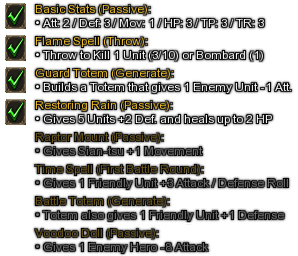 Basic Stats (Passive):
• Att: 2 / Def: 3 / Mov: 1 / HP: 3 / TP: 3 / TR: 3
Flame Spell (Throw):
• Throw to Kill 1 Unit (3/10) or Bombard (1)
Guard Totem (Generate):
• Builds a Totem that gives 1 Enemy Unit -1 Att.
Restoring Rain (Passive):
• Gives 5 Units +2 Def. and heals up to 2 HP
Raptor Mount (Passive):
• Gives Sian-tsu +1 Movement
Time Spell (First Battle Round):
• Gives 1 Friendly Unit +3 Attack / Defense Roll
Battle Totem (Generate):
• Totem also gives 1 Friendly Unit +1 Defense
Voodoo Doll (Passive):
• Gives 1 Enemy Hero -8 Attack